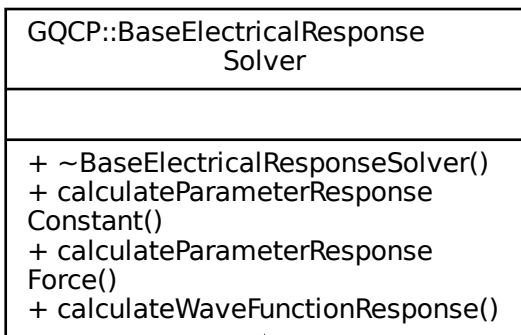 GQCP::BaseElectricalResponse
Solver
+ ~BaseElectricalResponseSolver()
+ calculateParameterResponse
Constant()
+ calculateParameterResponse
Force()
+ calculateWaveFunctionResponse()